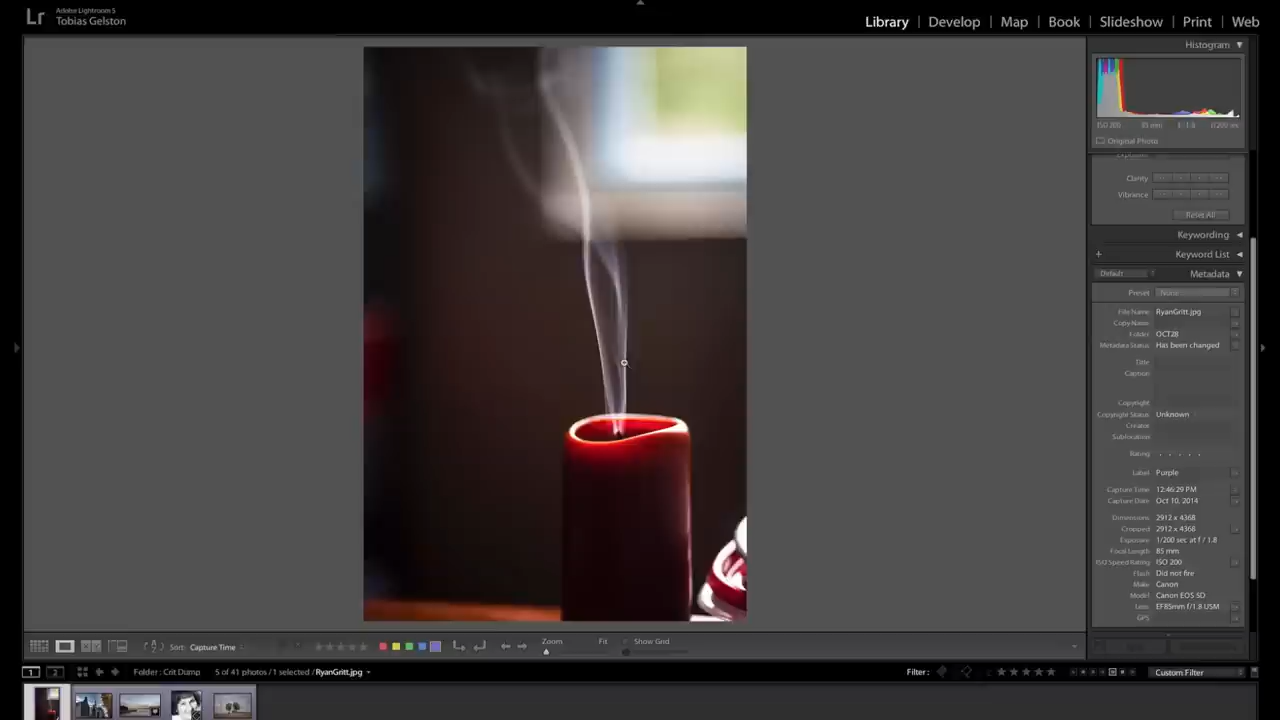 Lr
Adobe Lightroom 5
Tobias Gelston
Library | Develop | Map | Book | Slideshow | Print | Web
Histogram
ISO 200
Original Photo
Clarity
Vibrance
Reset All
Keywording
+ Keyword List
Default Metadata
Preset None
File Name RyanGritt.jpg
Copy Name
Folder OCT28
Metadata Status Has been changed
Title
Caption
Copyright
Copyright Status Unknown
Creator
Sublocation
Rating
Label Purple
Capture Time 12:46:29 PM
Capture Date Oct 10, 2014
Dimensions 2912 x 4368
Cropped 2912 x 4368
Exposure 1/200 sec at f / 1.8
Focal Length 85 mm
ISO Speed Rating ISO 200
Flash Did not fire
Make Canon
Model Canon EOS 5D
Lens EF85mm f/1.8 USM
GPS
Sort: Capture Time
Zoom Fit Show Grid
1 2 Folder : Crit Dump 5 of 41 photos / 1 selected / RyanGritt.jpg
Filter : Custom Filter